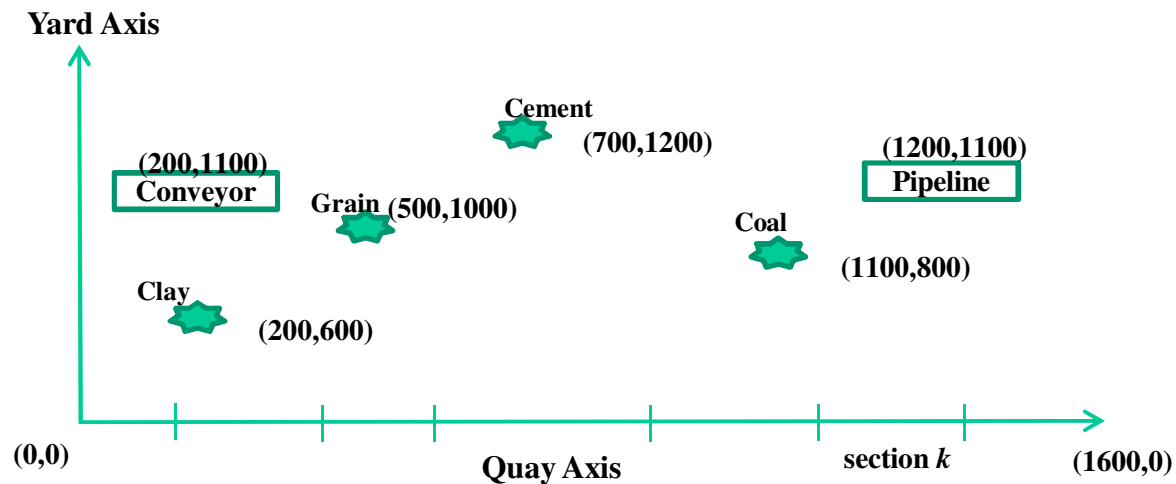 Yard Axis
Cement
(700,1200)
(200,1100)
Conveyor
(1200,1100)
Pipeline
Grain
(500,1000)
Coal
(1100,800)
Clay
(200,600)
(0,0)
Quay Axis
section k
(1600,0)